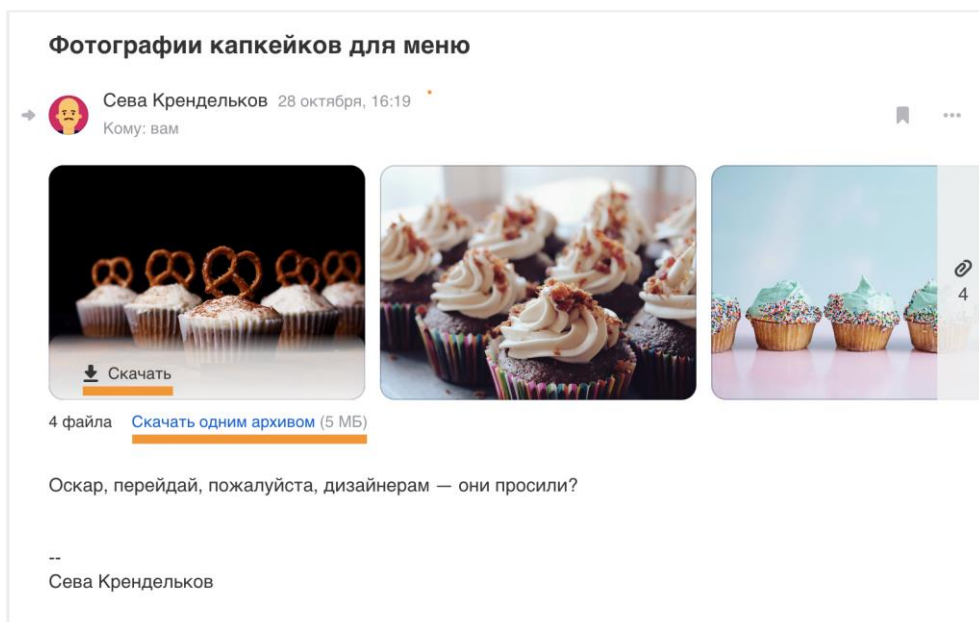 Фотографии капкейков для меню
Сева Крендельков 28 октября, 16:19
Кому: вам
4
Скачать
4 файла Скачать одним архивом (5 МБ)
Оскар, перейдай, пожалуйста, дизайнерам — они просили?
--
Сева Крендельков